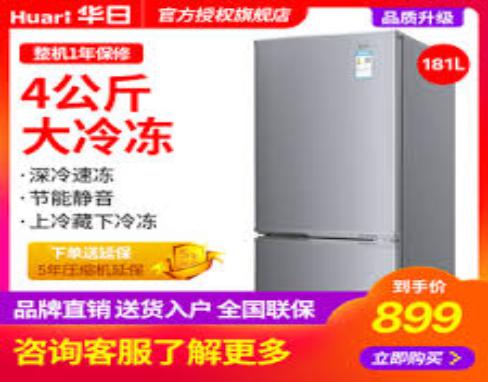 Huari 华日 官方授权旗舰店 品质升级
整机1年保修
181L
4公斤
大冷冻
· 深冷速冻
· 节能静音
· 上冷藏下冷冻
下单送延保
5年压缩机延保
品牌直销 送货入户 全国联保
到手价
899
咨询客服了解更多
立即购买 >